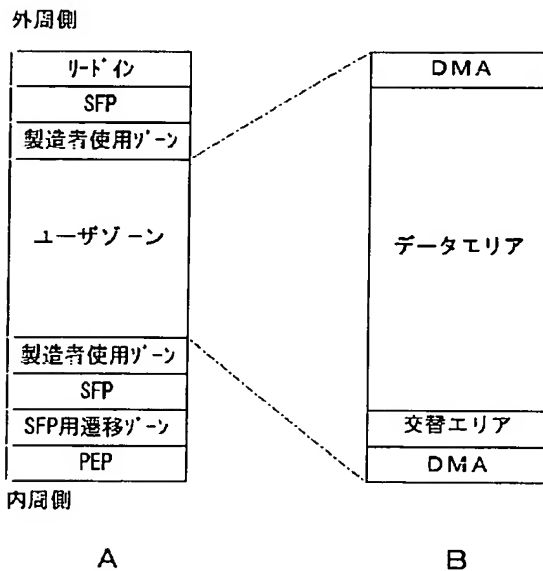 外周側
リードイン
SFP
製造者使用ゾーン
ユーザゾーン
製造者使用ゾーン
SFP
SFP用遷移ゾーン
PEP
内周側
A
DMA
データエリア
交替エリア
DMA
B